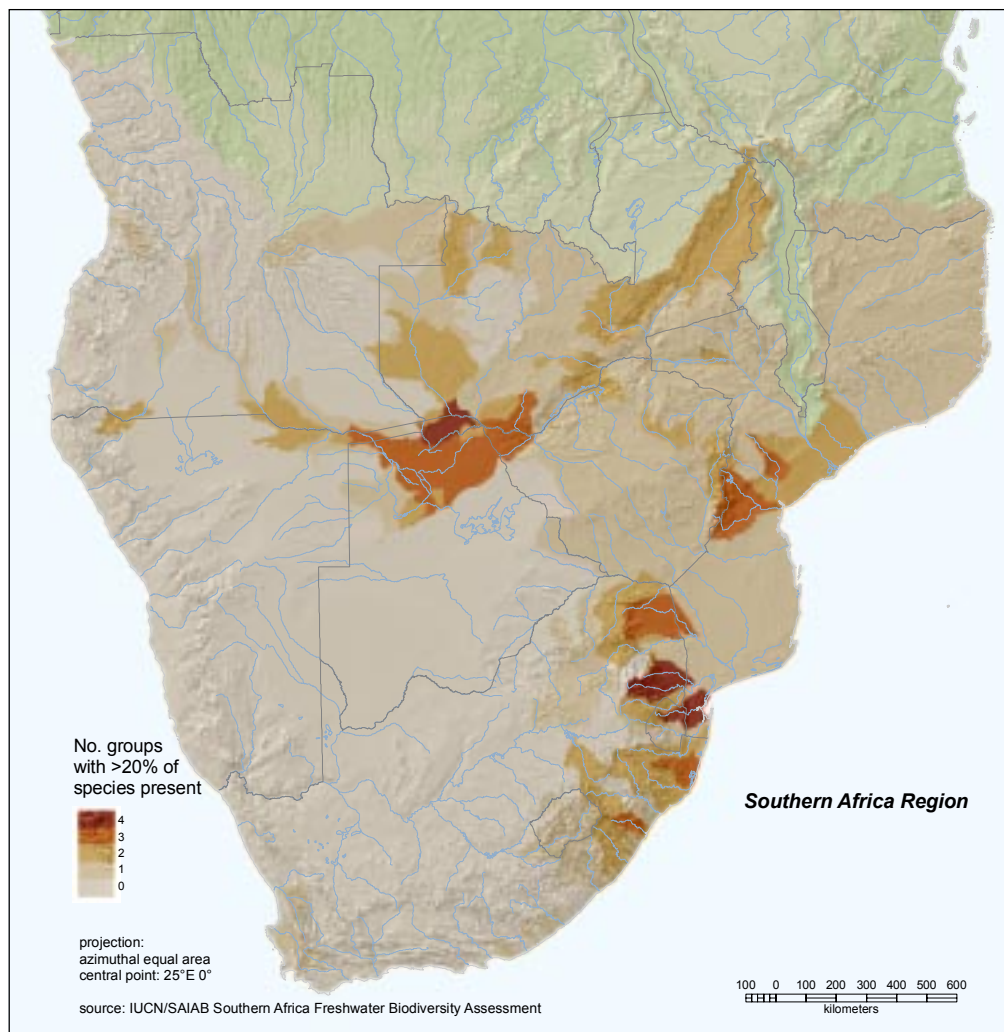 Southern Africa Region
No. groups
with >20% of
species present
4
3
2
1
0
projection:
azimuthal equal area
central point: 25°E 0°
source: IUCN/SAIAB Southern Africa Freshwater Biodiversity Assessment
100 0 100 200 300 400 500 600
kilometers